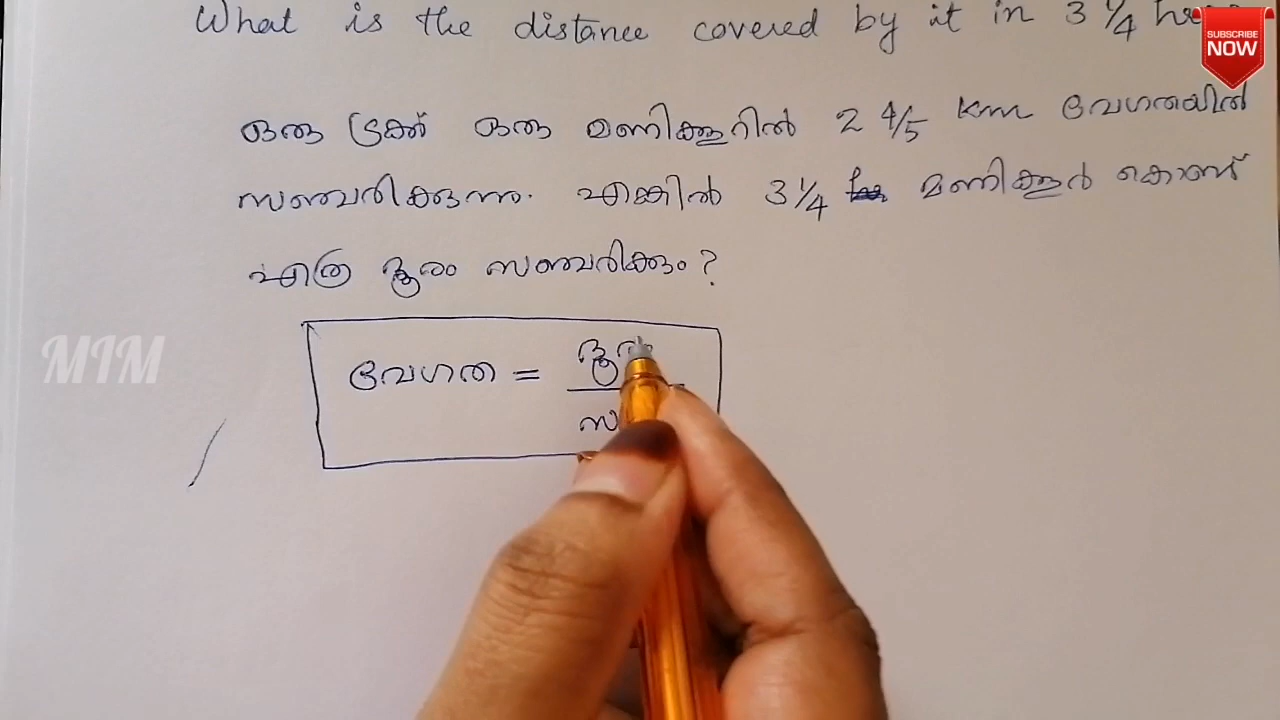 What is the distance covered by it in 3 1/4
SUBSCRIBE
NOW
ഒരു ട്രക്ക് ഒരു മണിക്കൂറിൽ 2 4/5 Km വേഗതയിൽ
സഞ്ചരിക്കുന്നു. എങ്കിൽ 3 1/4 മണിക്കൂർ കൊണ്ട്
എത്ര ദൂരം സഞ്ചരിക്കും?
MIM
വേഗത =